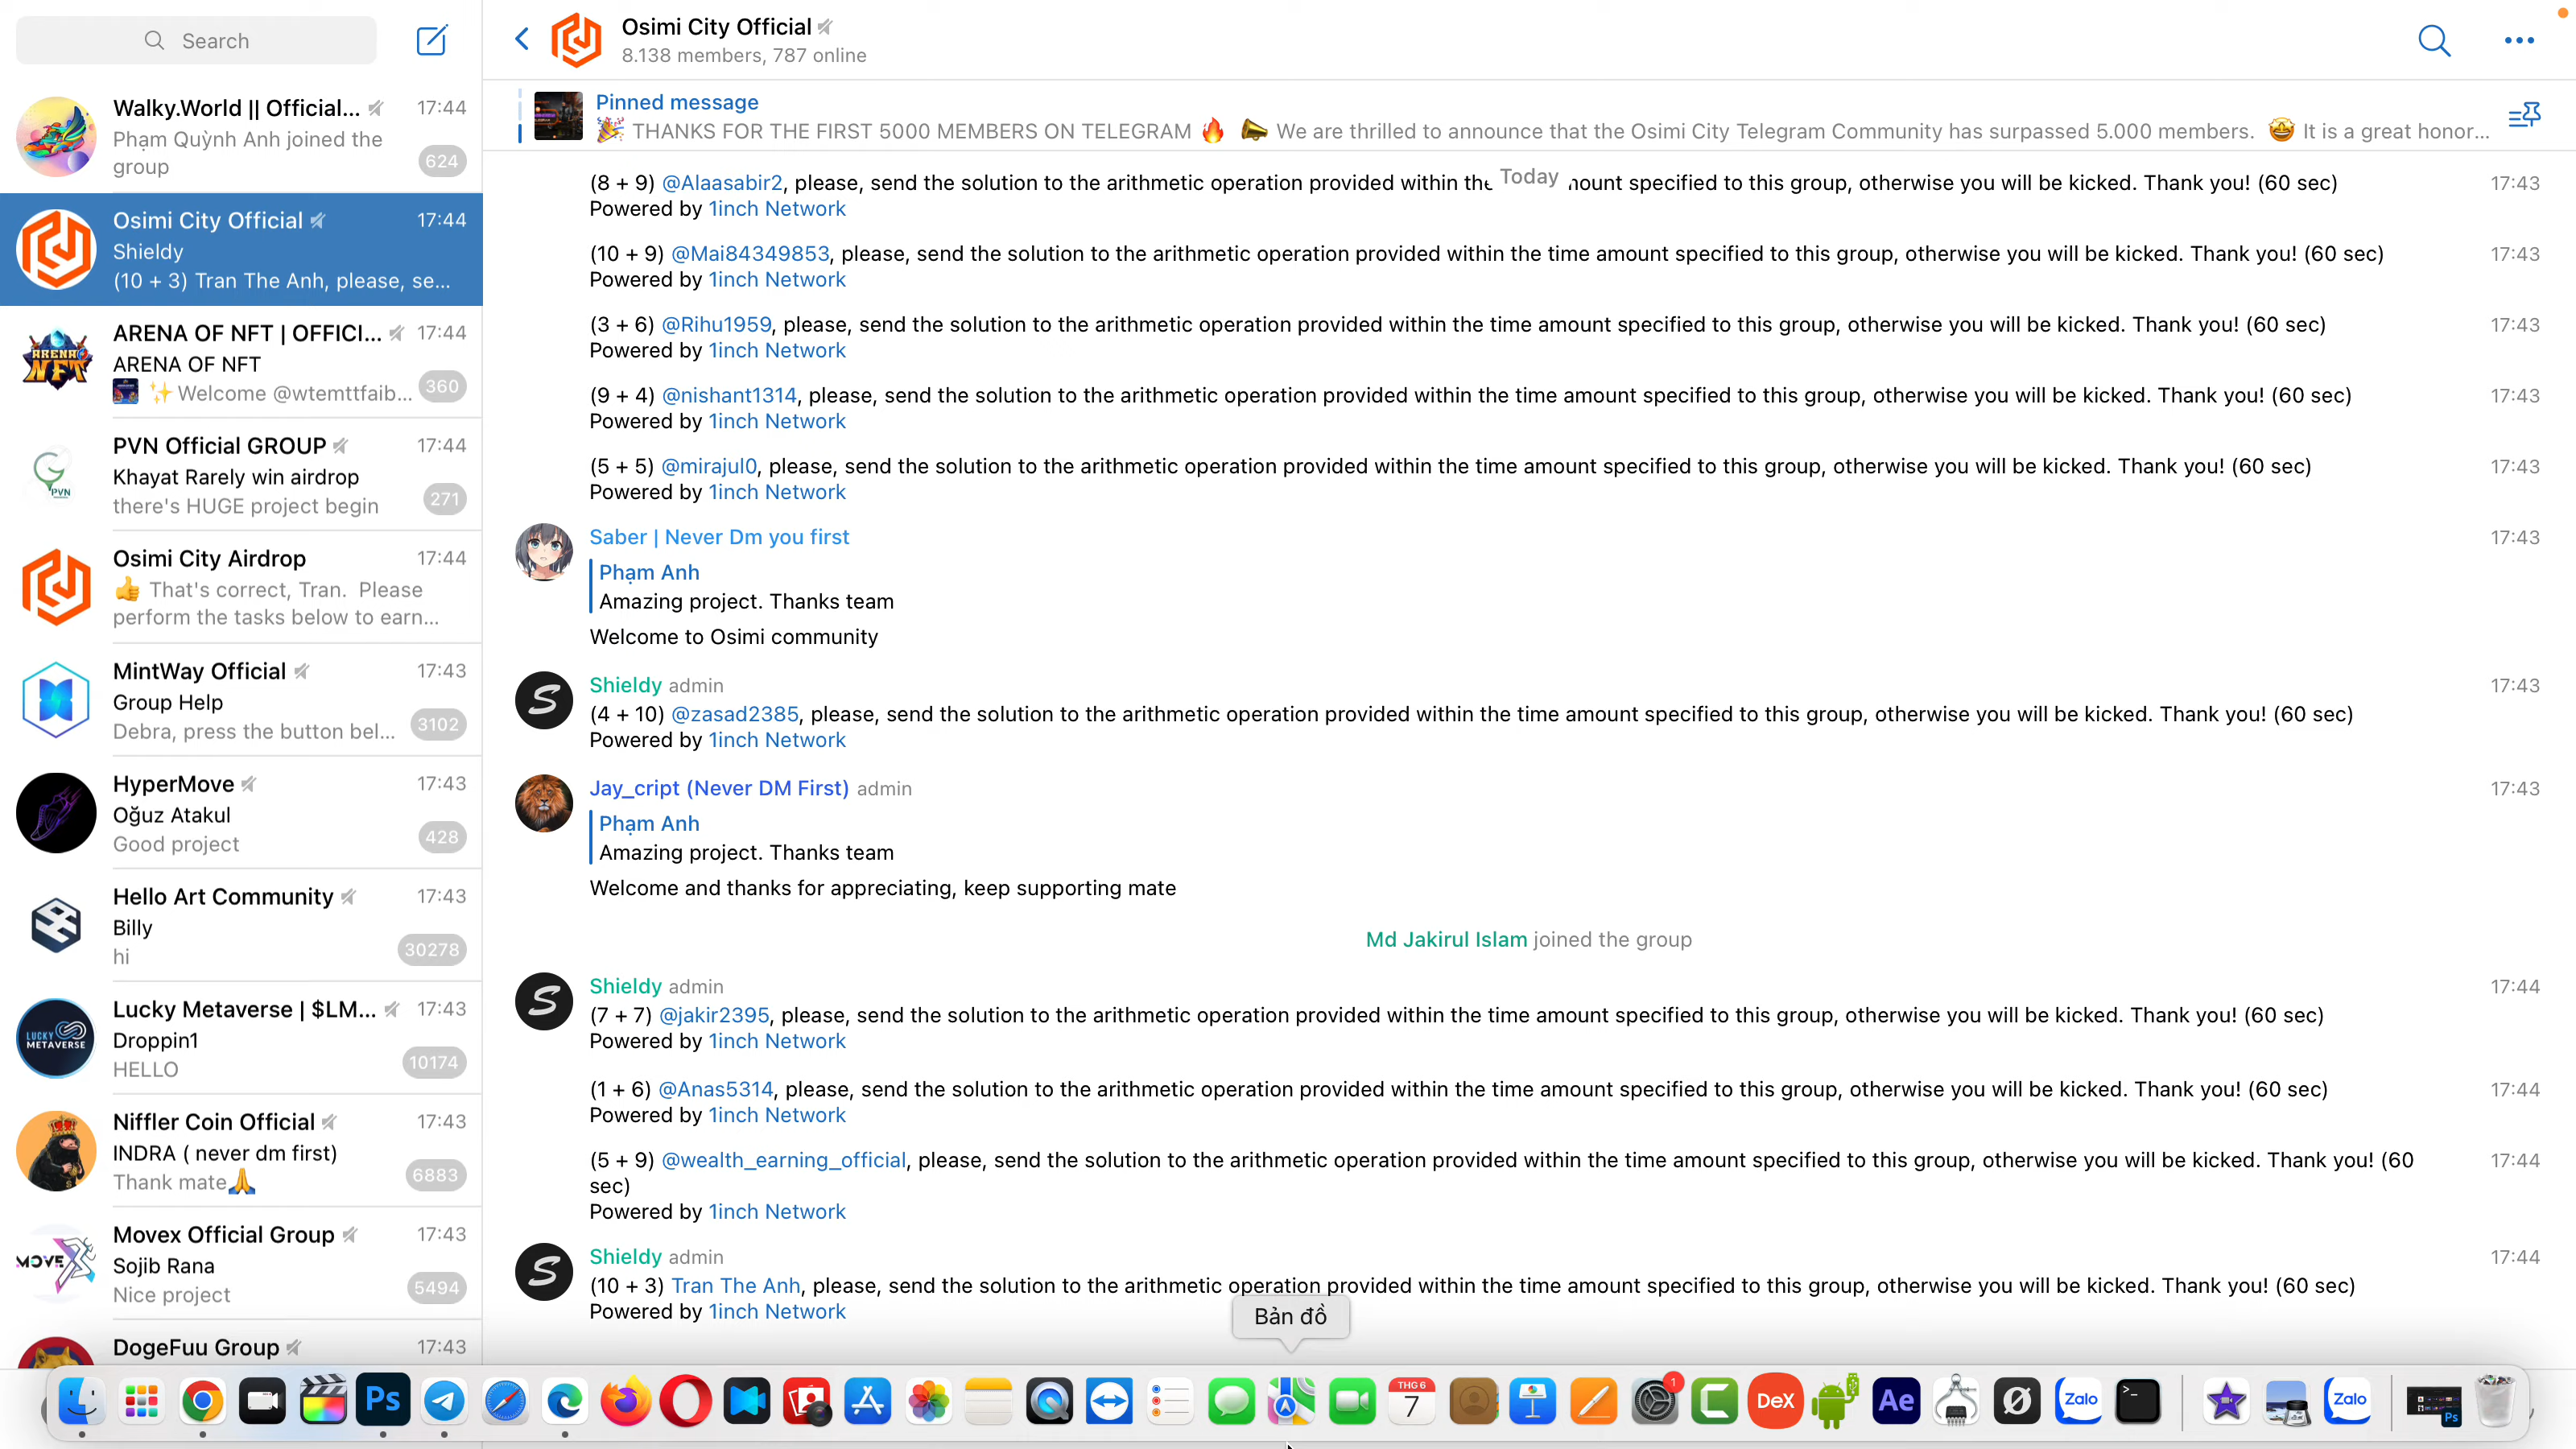 Search
Walky.World || Official...
17:44
Phạm Quỳnh Anh joined the
group
624
Osimi City Official
17:44
Shieldy
(10 + 3) Tran The Anh, please, se...
ARENA OF NFT | OFFICI...
17:44
ARENA OF NFT
✨ Welcome @wtemttfaib...
360
PVN Official GROUP
17:44
Khayat Rarely win airdrop
there's HUGE project begin
271
Osimi City Airdrop
17:44
👍 That's correct, Tran. Please
perform the tasks below to earn...
MintWay Official
17:43
Group Help
Debra, press the button bel...
3102
HyperMove
17:43
Oğuz Atakul
Good project
428
Hello Art Community
17:43
Billy
hi
30278
Lucky Metaverse | $LM...
17:43
Droppin1
HELLO
10174
Niffler Coin Official
17:43
INDRA ( never dm first)
Thank mate🙏
6883
Movex Official Group
17:43
Sojib Rana
Nice project
5494
DogeFuu Group
17:43
ARENA
NFT
PVN
LUCKY
METAVERSE
MOVE
Osimi City Official
8.138 members, 787 online
Pinned message
🎉 THANKS FOR THE FIRST 5000 MEMBERS ON TELEGRAM 🔥 📣 We are thrilled to announce that the Osimi City Telegram Community has surpassed 5.000 members. 🤩 It is a great honor...
Today
(8 + 9) @Alaasabir2, please, send the solution to the arithmetic operation provided within the mount specified to this group, otherwise you will be kicked. Thank you! (60 sec)
17:43
Powered by 1inch Network
(10 + 9) @Mai84349853, please, send the solution to the arithmetic operation provided within the time amount specified to this group, otherwise you will be kicked. Thank you! (60 sec)
17:43
Powered by 1inch Network
(3 + 6) @Rihu1959, please, send the solution to the arithmetic operation provided within the time amount specified to this group, otherwise you will be kicked. Thank you! (60 sec)
17:43
Powered by 1inch Network
(9 + 4) @nishant1314, please, send the solution to the arithmetic operation provided within the time amount specified to this group, otherwise you will be kicked. Thank you! (60 sec)
17:43
Powered by 1inch Network
(5 + 5) @mirajul0, please, send the solution to the arithmetic operation provided within the time amount specified to this group, otherwise you will be kicked. Thank you! (60 sec)
17:43
Powered by 1inch Network
Saber | Never Dm you first
17:43
Phạm Anh
Amazing project. Thanks team
Welcome to Osimi community
Shieldy admin
17:43
(4 + 10) @zasad2385, please, send the solution to the arithmetic operation provided within the time amount specified to this group, otherwise you will be kicked. Thank you! (60 sec)
Powered by 1inch Network
Jay_cript (Never DM First) admin
17:43
Phạm Anh
Amazing project. Thanks team
Welcome and thanks for appreciating, keep supporting mate
Md Jakirul Islam joined the group
Shieldy admin
17:44
(7 + 7) @jakir2395, please, send the solution to the arithmetic operation provided within the time amount specified to this group, otherwise you will be kicked. Thank you! (60 sec)
Powered by 1inch Network
(1 + 6) @Anas5314, please, send the solution to the arithmetic operation provided within the time amount specified to this group, otherwise you will be kicked. Thank you! (60 sec)
17:44
Powered by 1inch Network
(5 + 9) @wealth_earning_official, please, send the solution to the arithmetic operation provided within the time amount specified to this group, otherwise you will be kicked. Thank you! (60
17:44
sec)
Powered by 1inch Network
Shieldy admin
17:44
(10 + 3) Tran The Anh, please, send the solution to the arithmetic operation provided within the time amount specified to this group, otherwise you will be kicked. Thank you! (60 sec)
Powered by 1inch Network
Bản đồ
Ps
THG 6
7
1
DeX
Ae
Zalo
Zalo
Ps